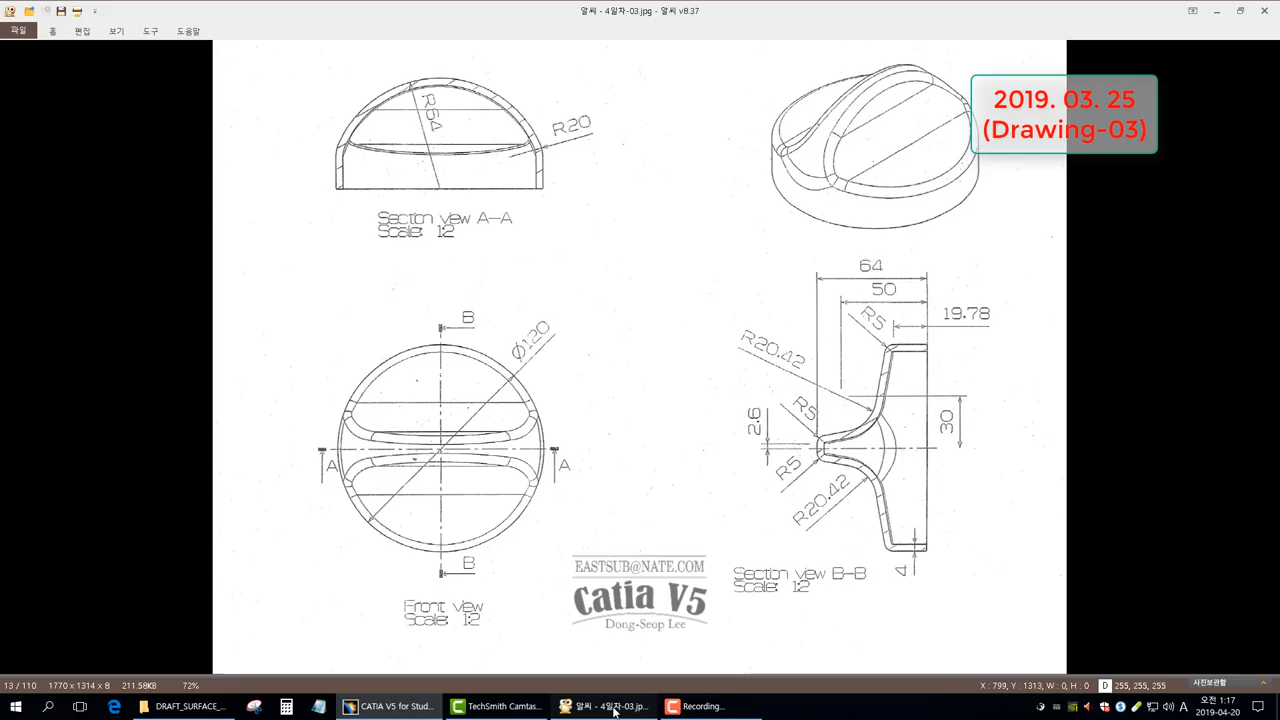 알씨 - 4일차-03.jpg - 알씨 v8.37
파일 홈 편집 보기 도구 도움말
2019. 03. 25
(Drawing-03)
R64
R20
Section view A-A
Scale: 1:2
64
50
19.78
R5
R20.42
R5
2.6
30
R5
R20.42
4
Section view B-B
Scale: 1:2
B
Ø120
A
A
B
Front view
Scale: 1:2
EASTSUB@NATE.COM
Catia V5
Dong-Seop Lee
13 / 110 1770 x 1314 x 8 211.58KB 72% X : 799, Y : 1313, W : 0, H : 0 D 255, 255, 255 사진보관함
DRAFT_SURFACE_... CATIA V5 for Stud... TechSmith Camtas... 알씨 - 4일차-03.jp... Recording... A 오전 1:17
2019-04-20